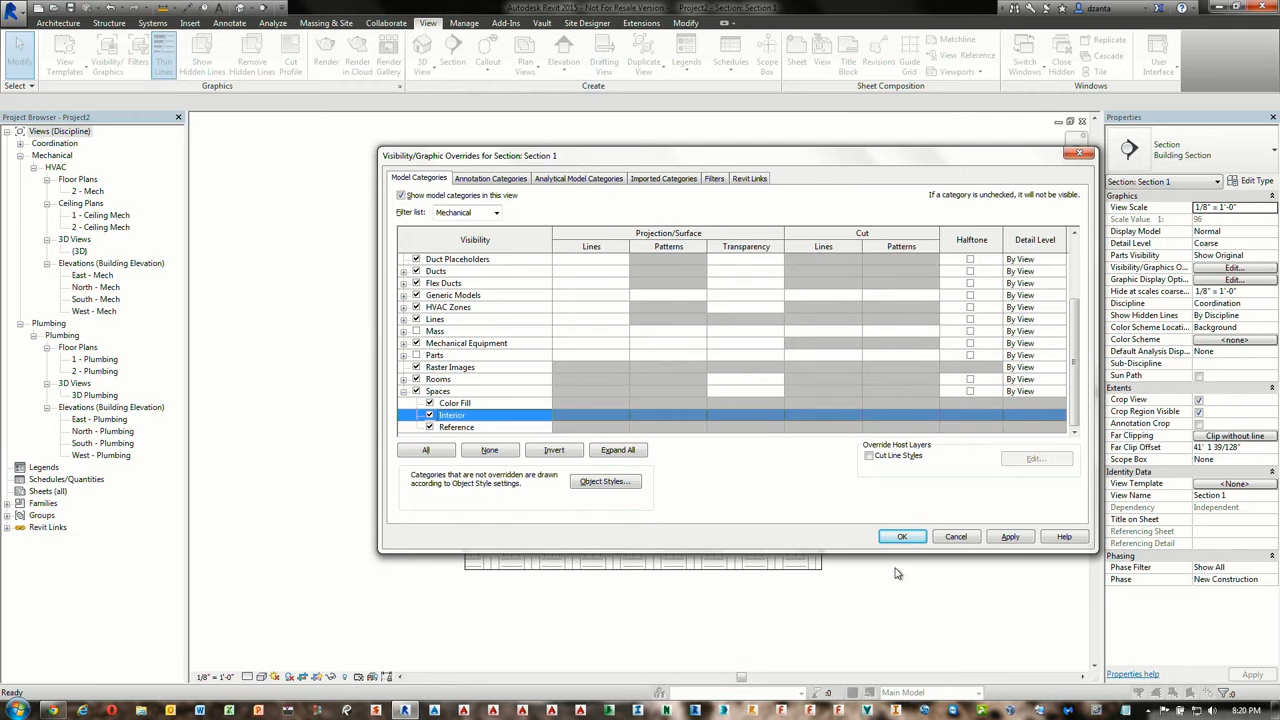 Autodesk Revit 2015 - Not For Resale Version - Project2 - Section: Section 1
dzanta
Architecture Structure Systems Insert Annotate Analyze Massing & Site Collaborate View Manage Add-Ins Vault Site Designer Extensions Modify
Modify
View Templates
Visibility/ Graphics
Filters
Thin Lines
Show Hidden Lines
Remove Hidden Lines
Cut Profile
Render
Render in Cloud
Render Gallery
3D View
Section
Callout
Plan Views
Elevation
Drafting View
Duplicate View
Legends
Schedules
Scope Box
Sheet
View
Title Block
Revisions
Guide Grid
Matchline
View Reference
Viewports
Switch Windows
Close Hidden
Replicate
Cascade
Tile
User Interface
Select Graphics Create Sheet Composition Windows
Project Browser - Project2
Views (Discipline)
Coordination
Mechanical
HVAC
Floor Plans
2 - Mech
Ceiling Plans
1 - Ceiling Mech
2 - Ceiling Mech
3D Views
{3D}
Elevations (Building Elevation)
East - Mech
North - Mech
South - Mech
West - Mech
Plumbing
Plumbing
Floor Plans
1 - Plumbing
2 - Plumbing
3D Views
3D Plumbing
Elevations (Building Elevation)
East - Plumbing
North - Plumbing
South - Plumbing
West - Plumbing
Legends
Schedules/Quantities
Sheets (all)
Families
Groups
Revit Links
Visibility/Graphic Overrides for Section: Section 1
Model Categories Annotation Categories Analytical Model Categories Imported Categories Filters Revit Links
Show model categories in this view
If a category is unchecked, it will not be visible.
Filter list: Mechanical
Visibility Projection/Surface Cut Halftone Detail Level
Lines Patterns Transparency Lines Patterns
Duct Placeholders By View
Ducts By View
Flex Ducts By View
Generic Models By View
HVAC Zones By View
Lines By View
Mass By View
Mechanical Equipment By View
Parts By View
Raster Images By View
Rooms By View
Spaces By View
Color Fill
Interior
Reference
All None Invert Expand All
Categories that are not overridden are drawn
according to Object Style settings.
Object Styles...
Override Host Layers
Cut Line Styles
Edit...
OK Cancel Apply Help
Properties
Section
Building Section
Section: Section 1 Edit Type
Graphics
View Scale 1/8" = 1'-0"
Scale Value 1: 96
Display Model Normal
Detail Level Coarse
Parts Visibility Show Original
Visibility/Graphics O... Edit...
Graphic Display Opti... Edit...
Hide at scales coarse... 1/8" = 1'-0"
Discipline Coordination
Show Hidden Lines By Discipline
Color Scheme Locatio... Background
Color Scheme <none>
Default Analysis Disp... None
Sub-Discipline
Sun Path
Extents
Crop View
Crop Region Visible
Annotation Crop
Far Clipping Clip without line
Far Clip Offset 41' 1 39/128"
Scope Box None
Identity Data
View Template <None>
View Name Section 1
Dependency Independent
Title on Sheet
Referencing Sheet
Referencing Detail
Phasing
Phase Filter Show All
Phase New Construction
Properties help Apply
1/8" = 1'-0"
Ready
:0
Main Model
:0
8:20 PM